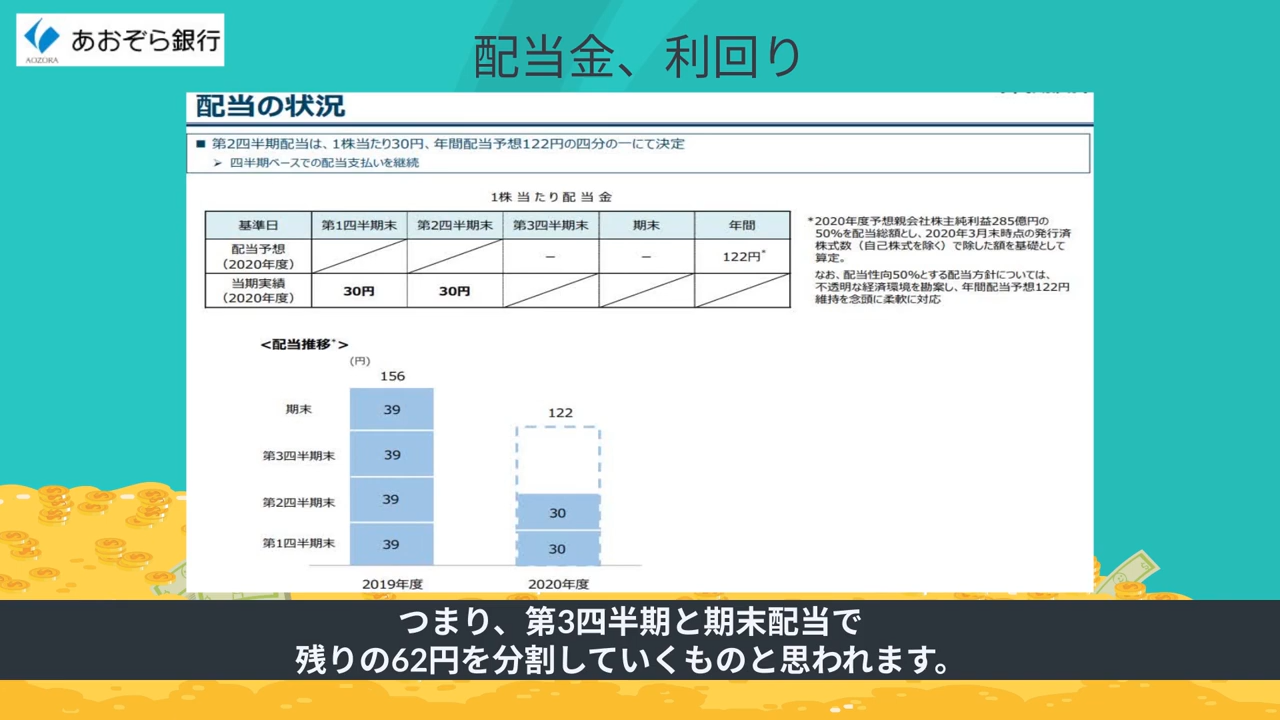 あおぞら銀行
AOZORA
配当金、利回り
配当の状況
■ 第2四半期配当は、1株当たり30円、年間配当予想122円の四分の一にて決定
➢ 四半期ベースでの配当支払いを継続
1株当たり配当金
基準日 第1四半期末 第2四半期末 第3四半期末 期末 年間
配当予想
(2020年度) － － 122円*
当期実績
(2020年度) 30円 30円
*2020年度予想親会社株主純利益285億円の
50%を配当総額とし、2020年3月末時点の発行済
株式数（自己株式を除く）で除した額を基礎として
算定。
なお、配当性向50%とする配当方針については、
不透明な経済環境を勘案し、年間配当予想122円
維持を念頭に柔軟に対応
<配当推移*>
(円)
156
122
期末 39
第3四半期末 39
第2四半期末 39 30
第1四半期末 39 30
2019年度 2020年度
つまり、第3四半期と期末配当で
残りの62円を分割していくものと思われます。